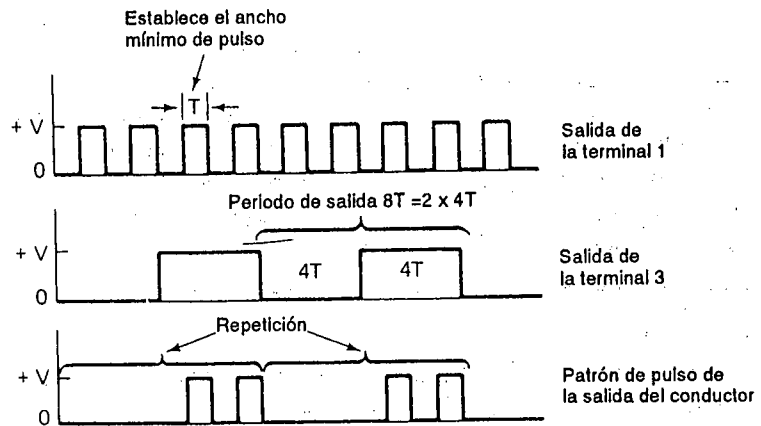 Establece el ancho
mínimo de pulso
T
+ V
0
Salida de
la terminal 1
Periodo de salida 8T =2 x 4T
+ V
0
4T
4T
Salida de
la terminal 3
Repetición
+ V
0
Patrón de pulso de
la salida del conductor